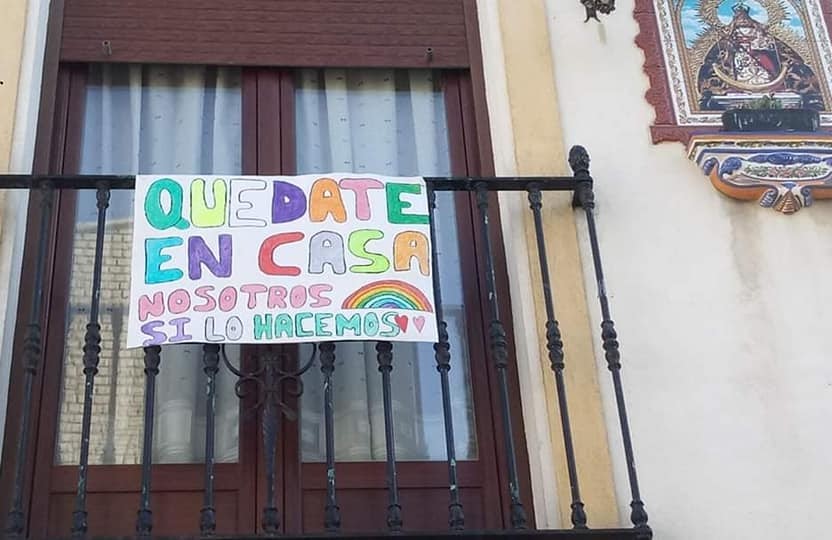 QUEDATE
EN CASA
NOSOTROS
SI LO HACEMOS